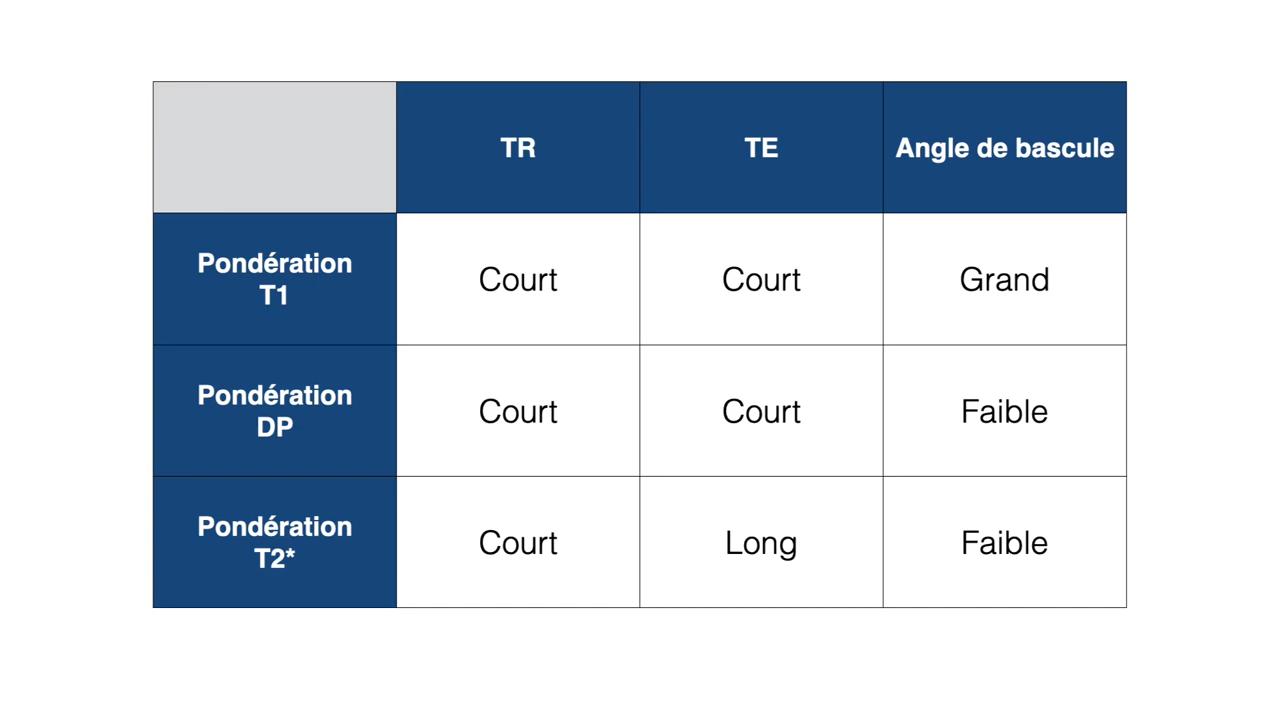 TR TE Angle de bascule
Pondération
T1
Court Court Grand
Pondération
DP
Court Court Faible
Pondération
T2*
Court Long Faible